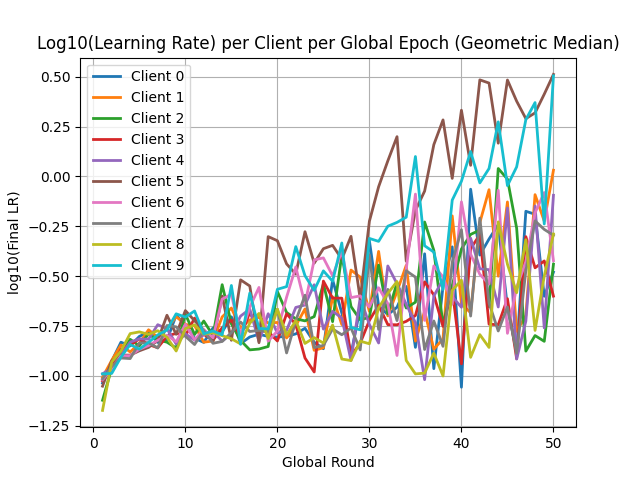 Log10(Learning Rate) per Client per Global Epoch (Geometric Median)
log10(Final LR)
0.50
0.25
0.00
−0.25
−0.50
−0.75
−1.00
−1.25
Client 0
Client 1
Client 2
Client 3
Client 4
Client 5
Client 6
Client 7
Client 8
Client 9
0 10 20 30 40 50
Global Round